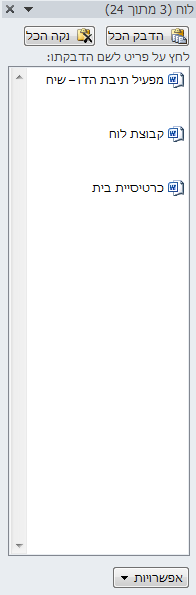 לוח (3 מתוך 24)
הדבק הכל
נקה הכל
לחץ על פריט לשם הדבקתו:
מפעיל תיבת הדו – שיח
קבוצת לוח
כרטיסיית בית
אפשרויות